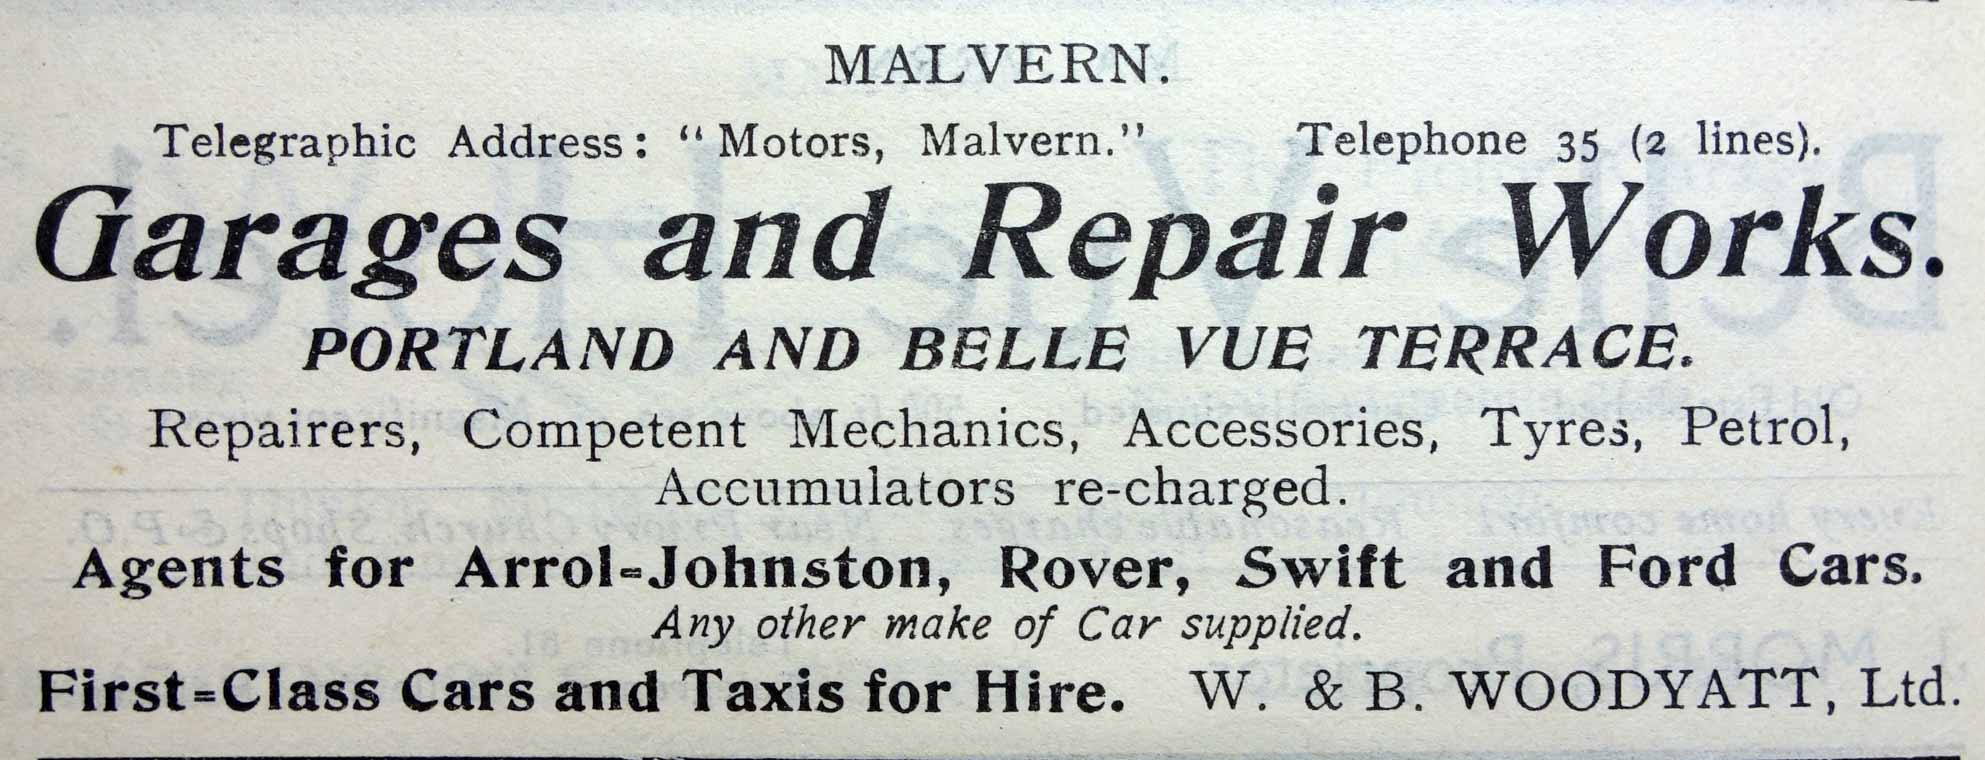 MALVERN.
Telegraphic Address: "Motors, Malvern." Telephone 35 (2 lines).
Garages and Repair Works.
PORTLAND AND BELLE VUE TERRACE.
Repairers, Competent Mechanics, Accessories, Tyres, Petrol,
Accumulators re-charged.
Agents for Arrol-Johnston, Rover, Swift and Ford Cars.
Any other make of Car supplied.
First-Class Cars and Taxis for Hire. W. & B. WOODYATT, Ltd.